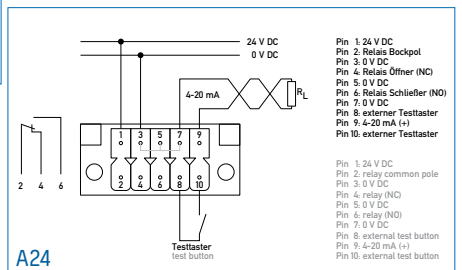 24 V DC
0 V DC
4-20 mA
RL
1 3 5 7 9
2 4 6 8 10
2 4 6
Testtaster
test button
A24
Pin 1: 24 V DC
Pin 2: Relais Bockpol
Pin 3: 0 V DC
Pin 4: Relais Öffner (NC)
Pin 5: 0 V DC
Pin 6: Relais Schließer (NO)
Pin 7: 0 V DC
Pin 8: externer Testtaster
Pin 9: 4-20 mA (+)
Pin 10: externer Testtaster
Pin 1: 24 V DC
Pin 2: relay common pole
Pin 3: 0 V DC
Pin 4: relay (NC)
Pin 5: 0 V DC
Pin 6: relay (NO)
Pin 7: 0 V DC
Pin 8: external test button
Pin 9: 4-20 mA (+)
Pin 10: external test button